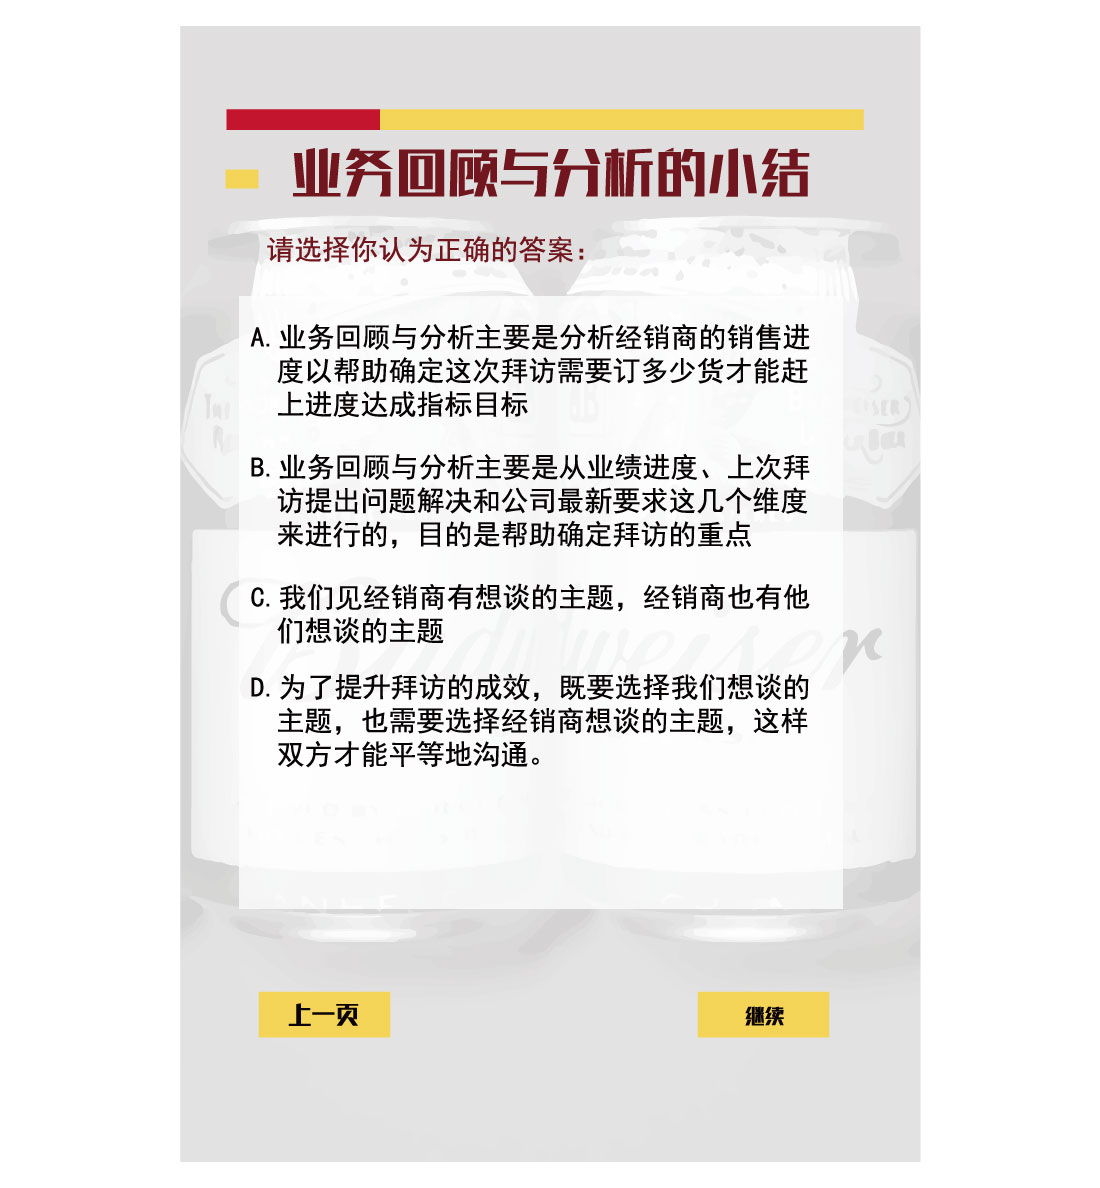 业务回顾与分析的小结
请选择你认为正确的答案：
A. 业务回顾与分析主要是分析经销商的销售进
度以帮助确定这次拜访需要订多少货才能赶
上进度达成指标目标
B. 业务回顾与分析主要是从业绩进度、上次拜
访提出问题解决和公司最新要求这几个维度
来进行的，目的是帮助确定拜访的重点
C. 我们见经销商有想谈的主题，经销商也有他
们想谈的主题
D. 为了提升拜访的成效，既要选择我们想谈的
主题，也需要选择经销商想谈的主题，这样
双方才能平等地沟通。
Budweiser
上一页
继续